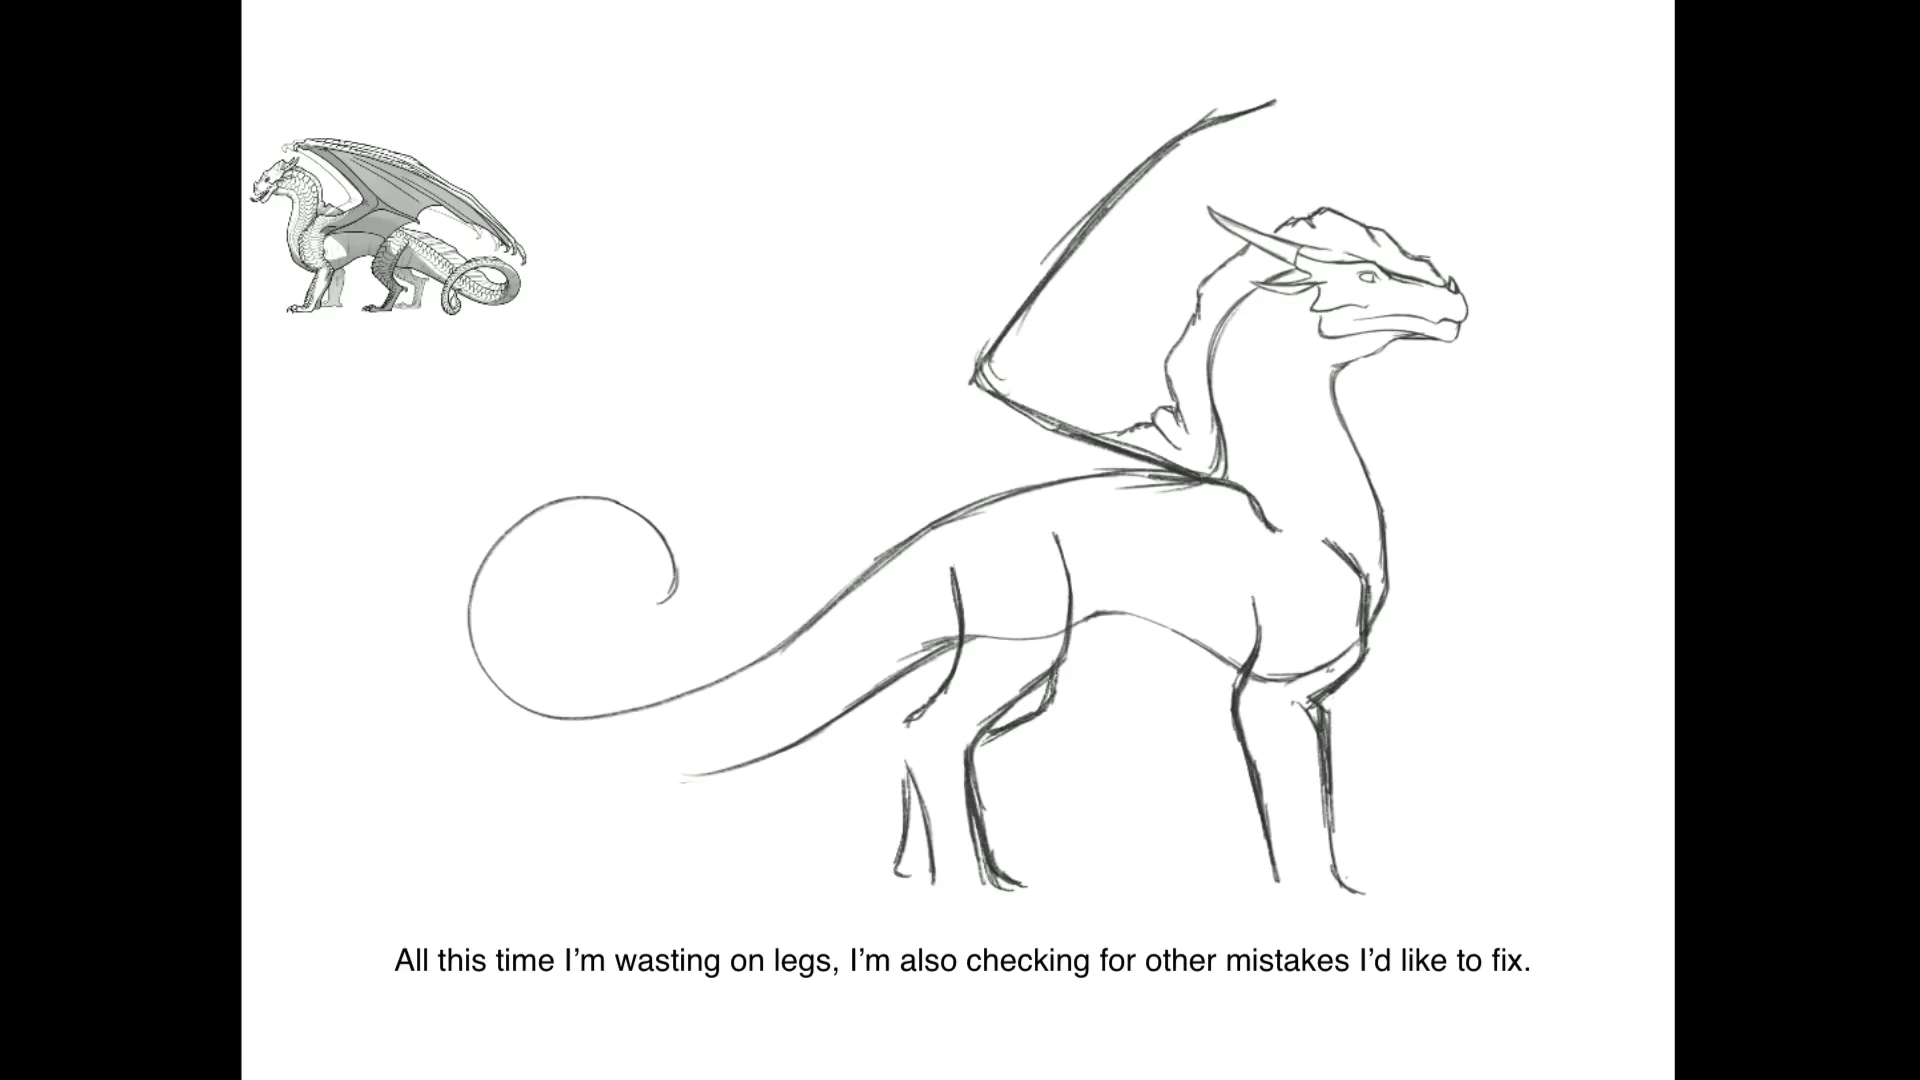 All this time I’m wasting on legs, I’m also checking for other mistakes I’d like to fix.